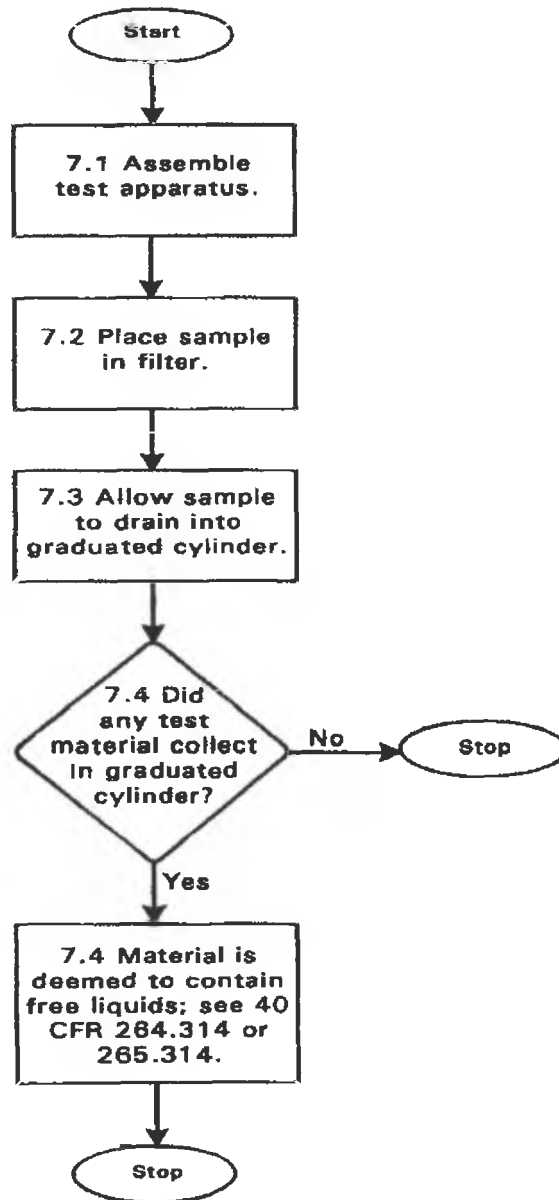 Start
7.1 Assemble
test apparatus.
7.2 Place sample
in filter.
7.3 Allow sample
to drain into
graduated cylinder.
7.4 Did
any test
material collect
in graduated
cylinder?
No
Stop
Yes
7.4 Material is
deemed to contain
free liquids; see 40
CFR 264.314 or
265.314.
Stop